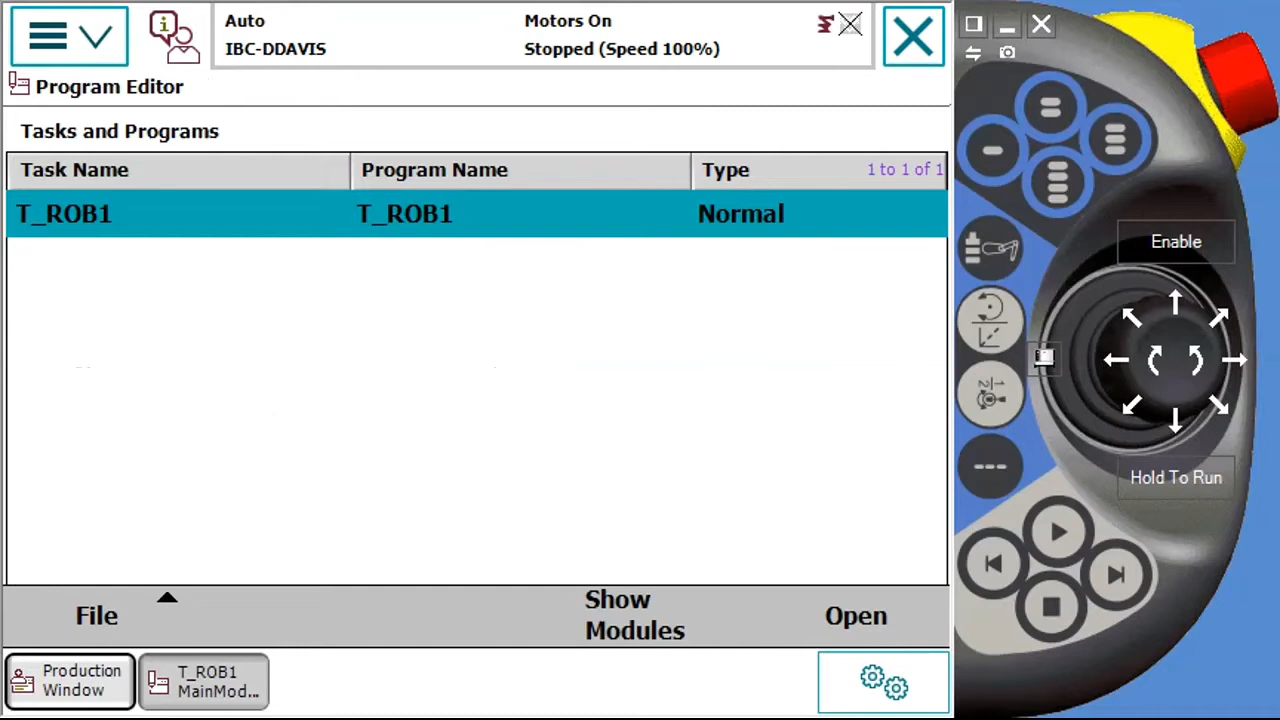 Auto
IBC-DDAVIS
Motors On
Stopped (Speed 100%)
Program Editor
Tasks and Programs
Task Name Program Name Type 1 to 1 of 1
T_ROB1 T_ROB1 Normal
File
Show
Modules
Open
Production
Window
T_ROB1
MainMod...
Enable
Hold To Run